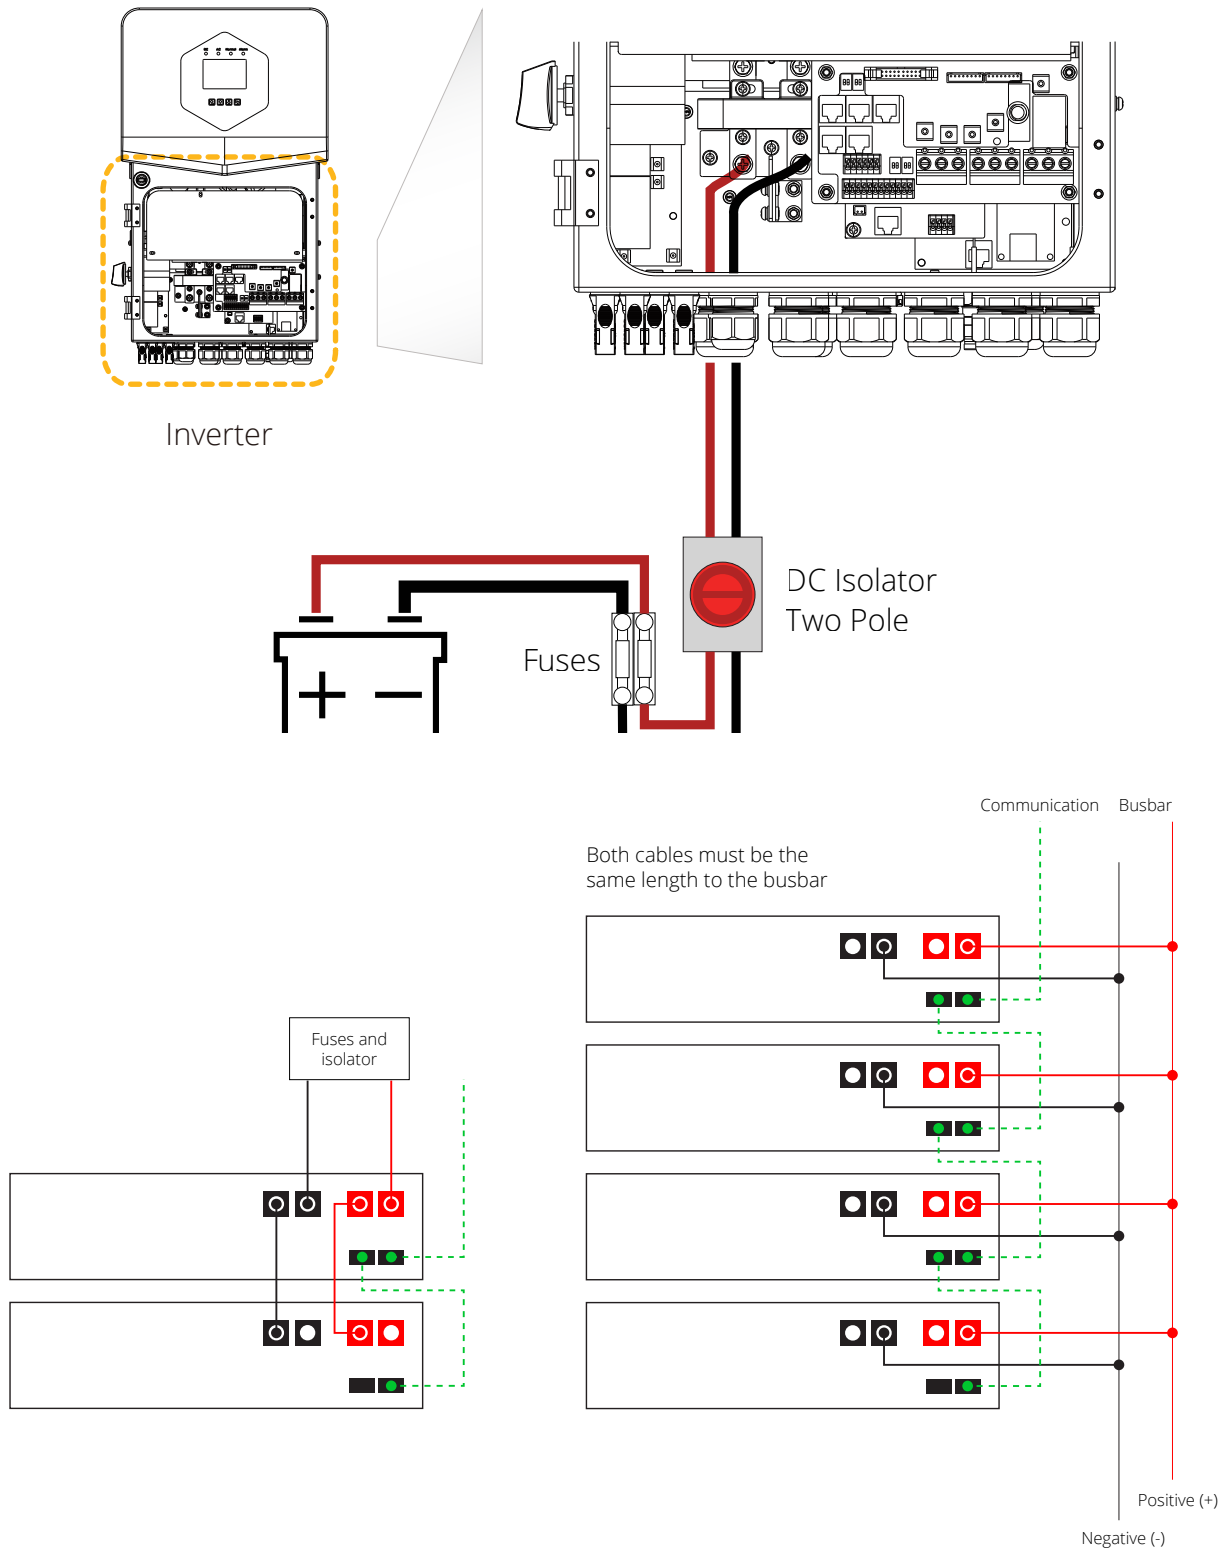 Inverter
DC Isolator
Two Pole
Fuses
Communication
Busbar
Both cables must be the
same length to the busbar
Fuses and
isolator
Positive (+)
Negative (-)